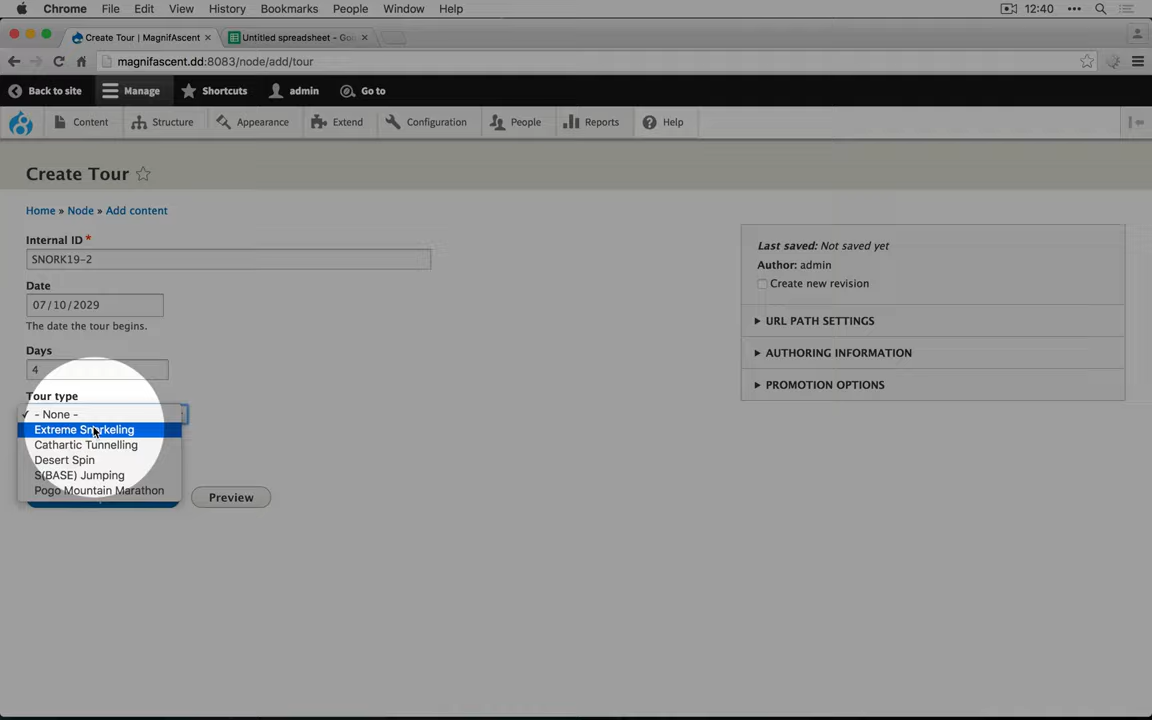 Chrome File Edit View History Bookmarks People Window Help 12:40
Create Tour | MagnifAscent × Untitled spreadsheet - Goo ×
magnifascent.dd:8083/node/add/tour
Back to site Manage Shortcuts admin Go to
Content Structure Appearance Extend Configuration People Reports Help
Create Tour
Home » Node » Add content
Internal ID *
SNORK19-2
Date
07/10/2029
The date the tour begins.
Days
4
Tour type
✓ - None -
Extreme Snorkeling
Cathartic Tunnelling
Desert Spin
S(BASE) Jumping
Pogo Mountain Marathon
Preview
Last saved: Not saved yet
Author: admin
Create new revision
URL PATH SETTINGS
AUTHORING INFORMATION
PROMOTION OPTIONS